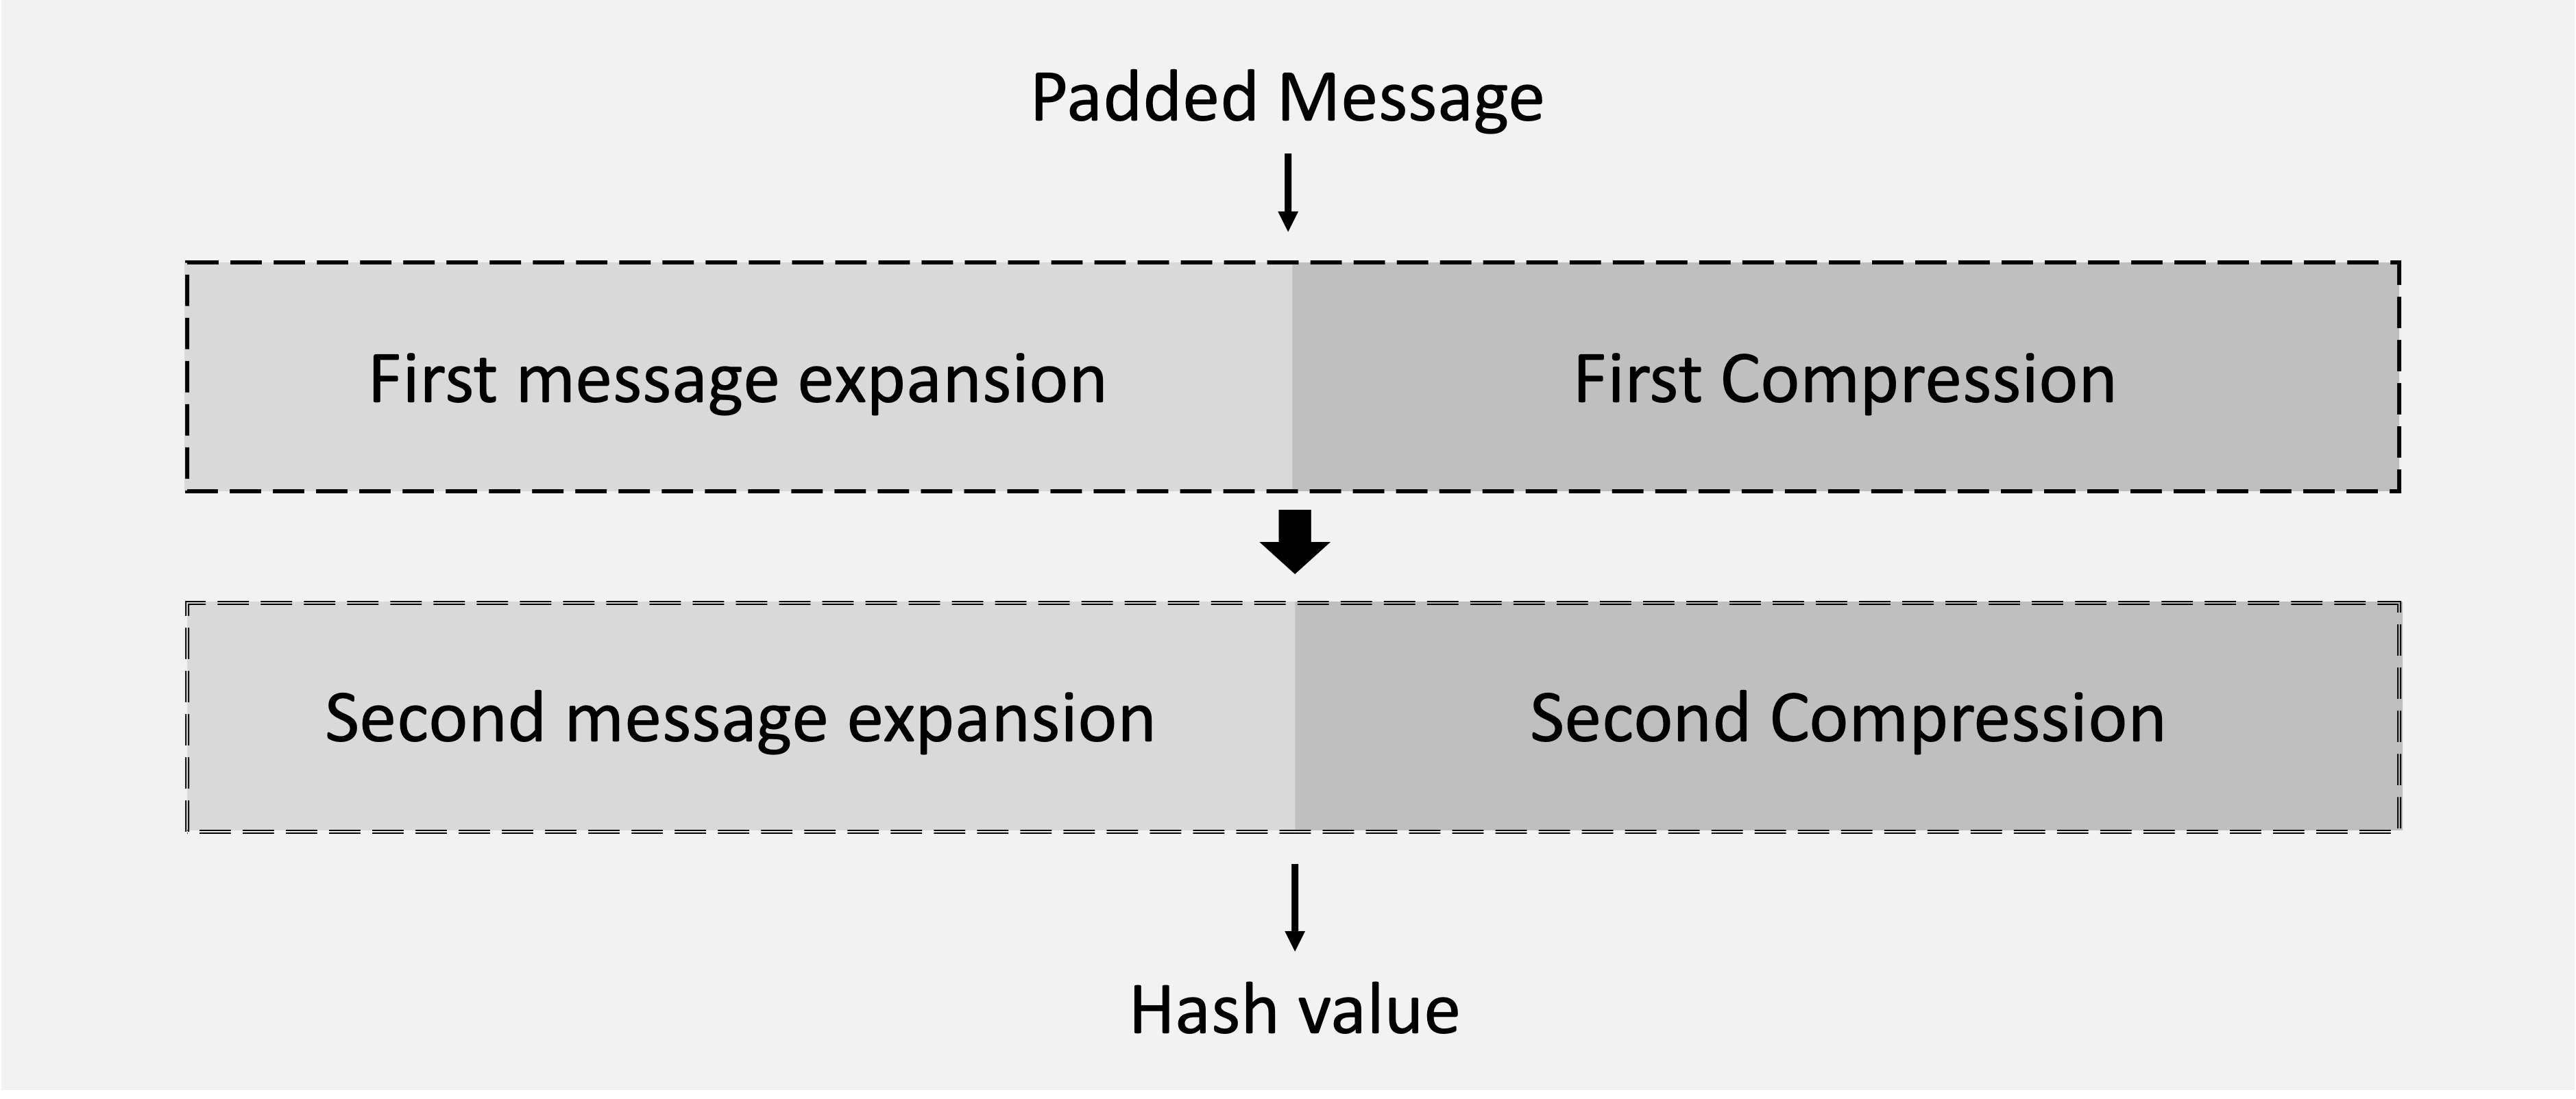 Padded Message
First message expansion
First Compression
Second message expansion
Second Compression
Hash value